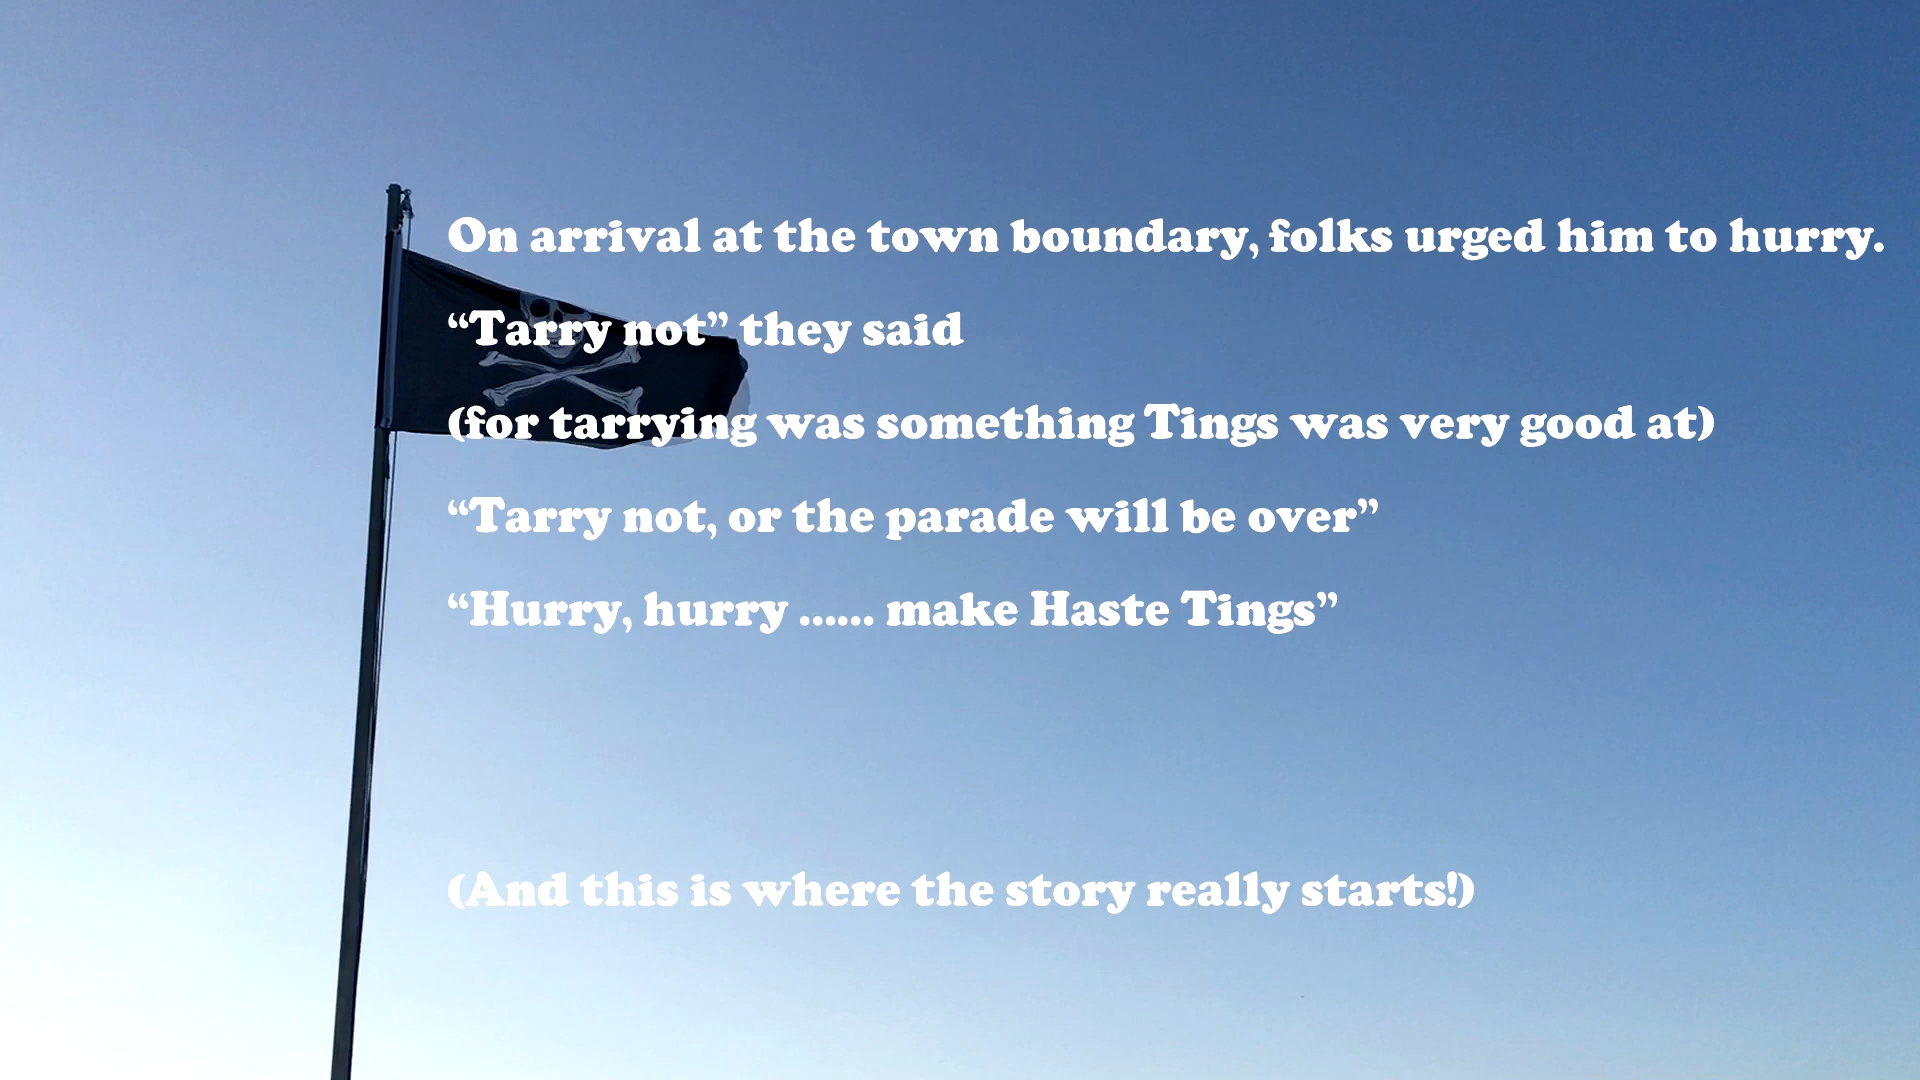 On arrival at the town boundary, folks urged him to hurry.
“Tarry not” they said
(for tarrying was something Tings was very good at)
“Tarry not, or the parade will be over”
“Hurry, hurry …… make Haste Tings”
(And this is where the story really starts!)